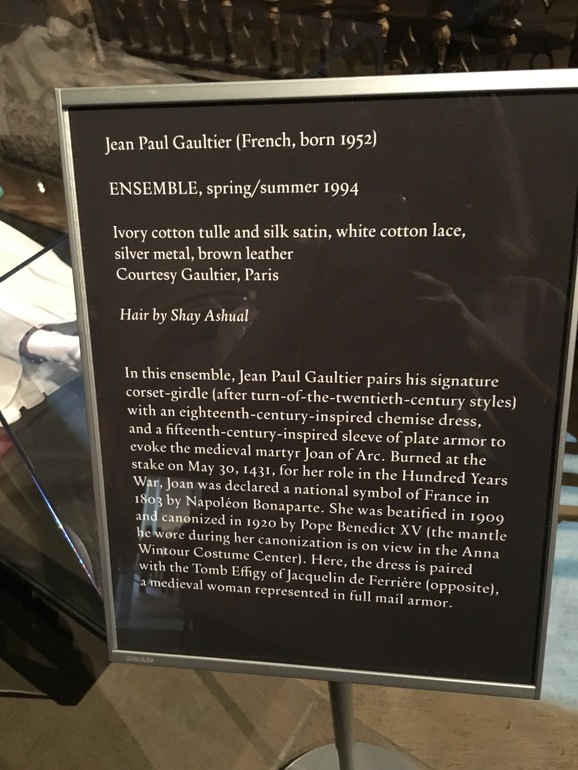 Jean Paul Gaultier (French, born 1952)
ENSEMBLE, spring/summer 1994
Ivory cotton tulle and silk satin, white cotton lace,
silver metal, brown leather
Courtesy Gaultier, Paris
Hair by Shay Ashual
In this ensemble, Jean Paul Gaultier pairs his signature
corset-girdle (after turn-of-the-twentieth-century styles)
with an eighteenth-century-inspired chemise dress,
and a fifteenth-century-inspired sleeve of plate armor to
evoke the medieval martyr Joan of Arc. Burned at the
stake on May 30, 1431, for her role in the Hundred Years
War, Joan was declared a national symbol of France in
1803 by Napoléon Bonaparte. She was beatified in 1909
and canonized in 1920 by Pope Benedict XV (the mantle
he wore during her canonization is on view in the Anna
Wintour Costume Center). Here, the dress is paired
with the Tomb Effigy of Jacquelin de Ferrière (opposite),
a medieval woman represented in full mail armor.
absolute